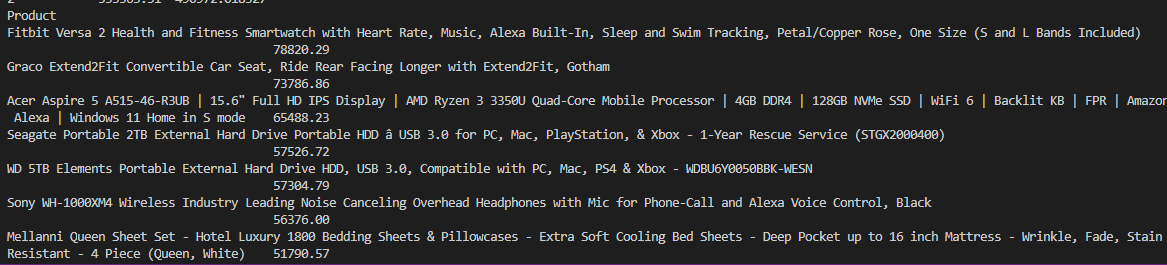 Product
Fitbit Versa 2 Health and Fitness Smartwatch with Heart Rate, Music, Alexa Built-In, Sleep and Swim Tracking, Petal/Copper Rose, One Size (S and L Bands Included)
78820.29
Graco Extend2Fit Convertible Car Seat, Ride Rear Facing Longer with Extend2Fit, Gotham
73786.86
Acer Aspire 5 A515-46-R3UB | 15.6" Full HD IPS Display | AMD Ryzen 3 3350U Quad-Core Mobile Processor | 4GB DDR4 | 128GB NVMe SSD | WiFi 6 | Backlit KB | FPR | Amazon
Alexa | Windows 11 Home in S mode    65488.23
Seagate Portable 2TB External Hard Drive Portable HDD â USB 3.0 for PC, Mac, PlayStation, & Xbox - 1-Year Rescue Service (STGX2000400)
57526.72
WD 5TB Elements Portable External Hard Drive HDD, USB 3.0, Compatible with PC, Mac, PS4 & Xbox - WDBU6Y0050BBK-WESN
57304.79
Sony WH-1000XM4 Wireless Industry Leading Noise Canceling Overhead Headphones with Mic for Phone-Call and Alexa Voice Control, Black
56376.00
Mellanni Queen Sheet Set - Hotel Luxury 1800 Bedding Sheets & Pillowcases - Extra Soft Cooling Bed Sheets - Deep Pocket up to 16 inch Mattress - Wrinkle, Fade, Stain
Resistant - 4 Piece (Queen, White)    51790.57